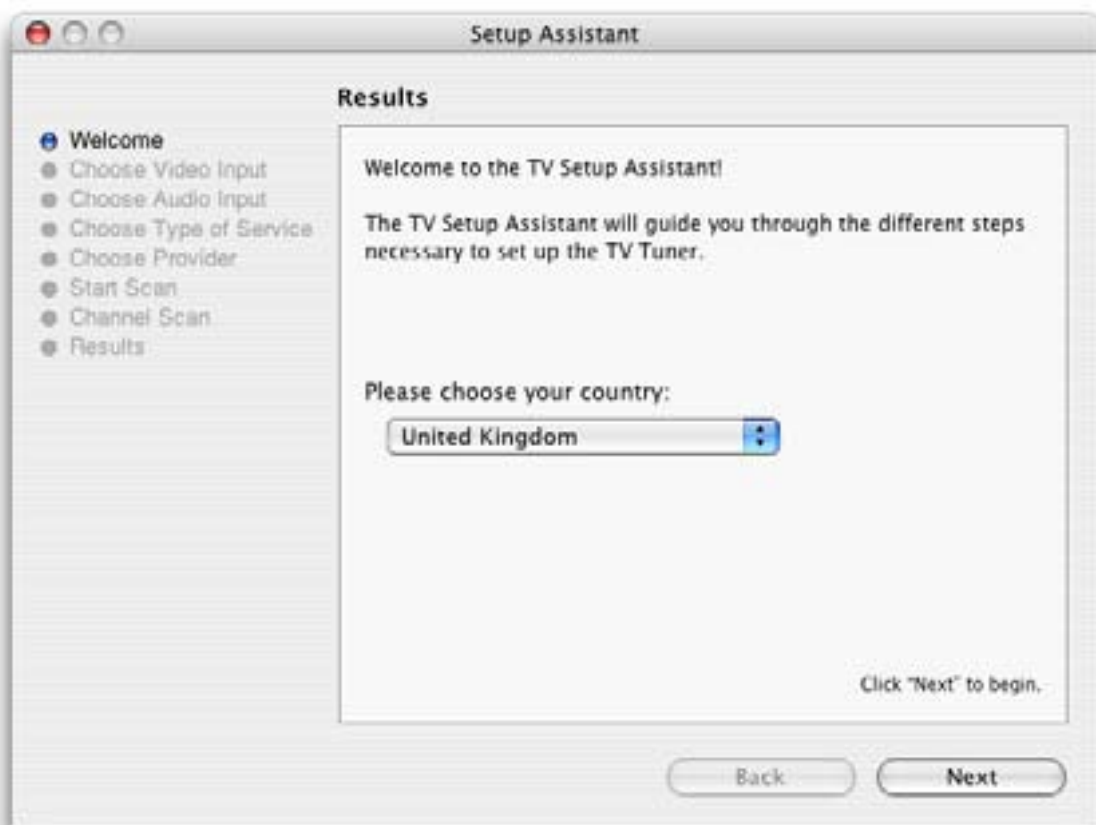 Setup Assistant
Results
Welcome
Choose Video Input
Choose Audio Input
Choose Type of Service
Choose Provider
Start Scan
Channel Scan
Results
Welcome to the TV Setup Assistant!
The TV Setup Assistant will guide you through the different steps
necessary to set up the TV Tuner.
Please choose your country:
United Kingdom
Click "Next" to begin.
Back
Next